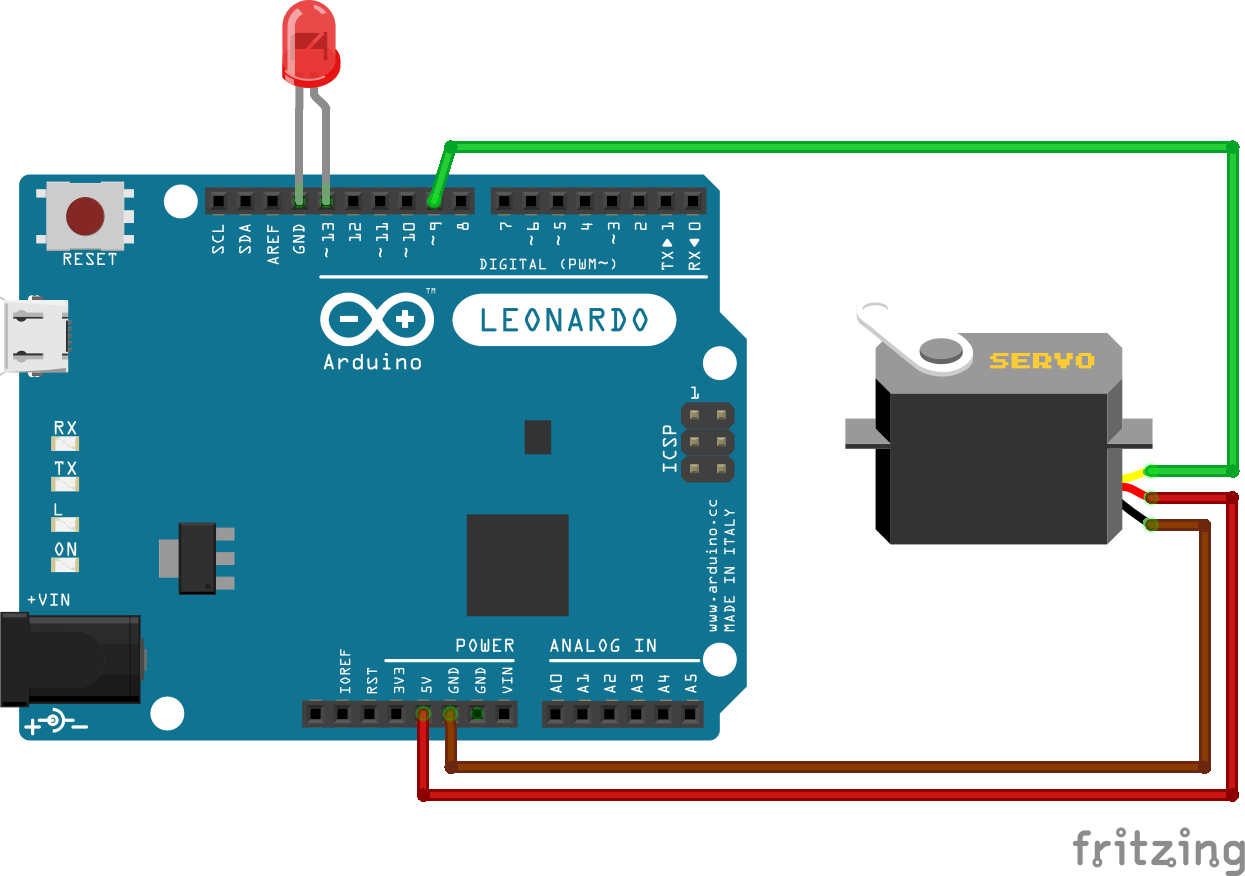 RESET
SCL
SDA
AREF
GND
~13
12
~11
~10
~9
8
7
~6
~5
4
~3
2
TX▶1
RX◀0
DIGITAL (PWM~)
TM
LEONARDO
Arduino
SERVO
1
ICSP
RX
TX
L
ON
www.arduino.cc
MADE IN ITALY
+VIN
POWER
ANALOG IN
IOREF
RST
3V3
5V
GND
GND
VIN
A0
A1
A2
A3
A4
A5
fritzing